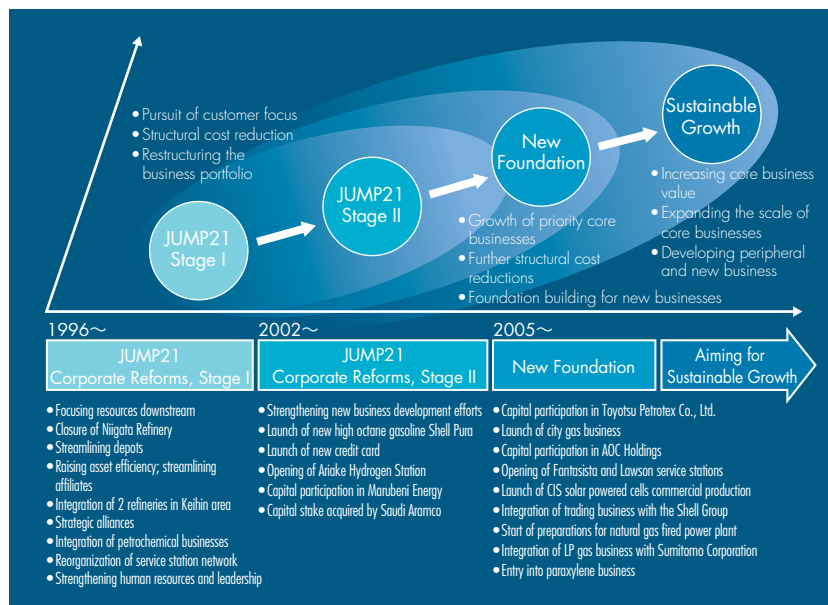 • Pursuit of customer focus
• Structural cost reduction
• Restructuring the
business portfolio
JUMP21
Stage I
JUMP21
Stage II
New
Foundation
Sustainable
Growth
• Growth of priority core
businesses
• Further structural cost
reductions
• Foundation building for new businesses
• Increasing core business
value
• Expanding the scale of
core businesses
• Developing peripheral
and new business
1996～
JUMP21
Corporate Reforms, Stage I
• Focusing resources downstream
• Closure of Niigata Refinery
• Streamlining depots
• Raising asset efficiency; streamlining
affiliates
• Integration of 2 refineries in Keihin area
• Strategic alliances
• Integration of petrochemical businesses
• Reorganization of service station network
• Strengthening human resources and leadership
2002～
JUMP21
Corporate Reforms, Stage II
• Strengthening new business development efforts
• Launch of new high octane gasoline Shell Pura
• Launch of new credit card
• Opening of Ariake Hydrogen Station
• Capital participation in Marubeni Energy
• Capital stake acquired by Saudi Aramco
2005～
New Foundation
• Capital participation in Toyotsu Petrotex Co., Ltd.
• Launch of city gas business
• Capital participation in AOC Holdings
• Opening of Fantasista and Lawson service stations
• Launch of CIS solar powered cells commercial production
• Integration of trading business with the Shell Group
• Start of preparations for natural gas fired power plant
• Integration of LP gas business with Sumitomo Corporation
• Entry into paraxylene business
Aiming for
Sustainable Growth